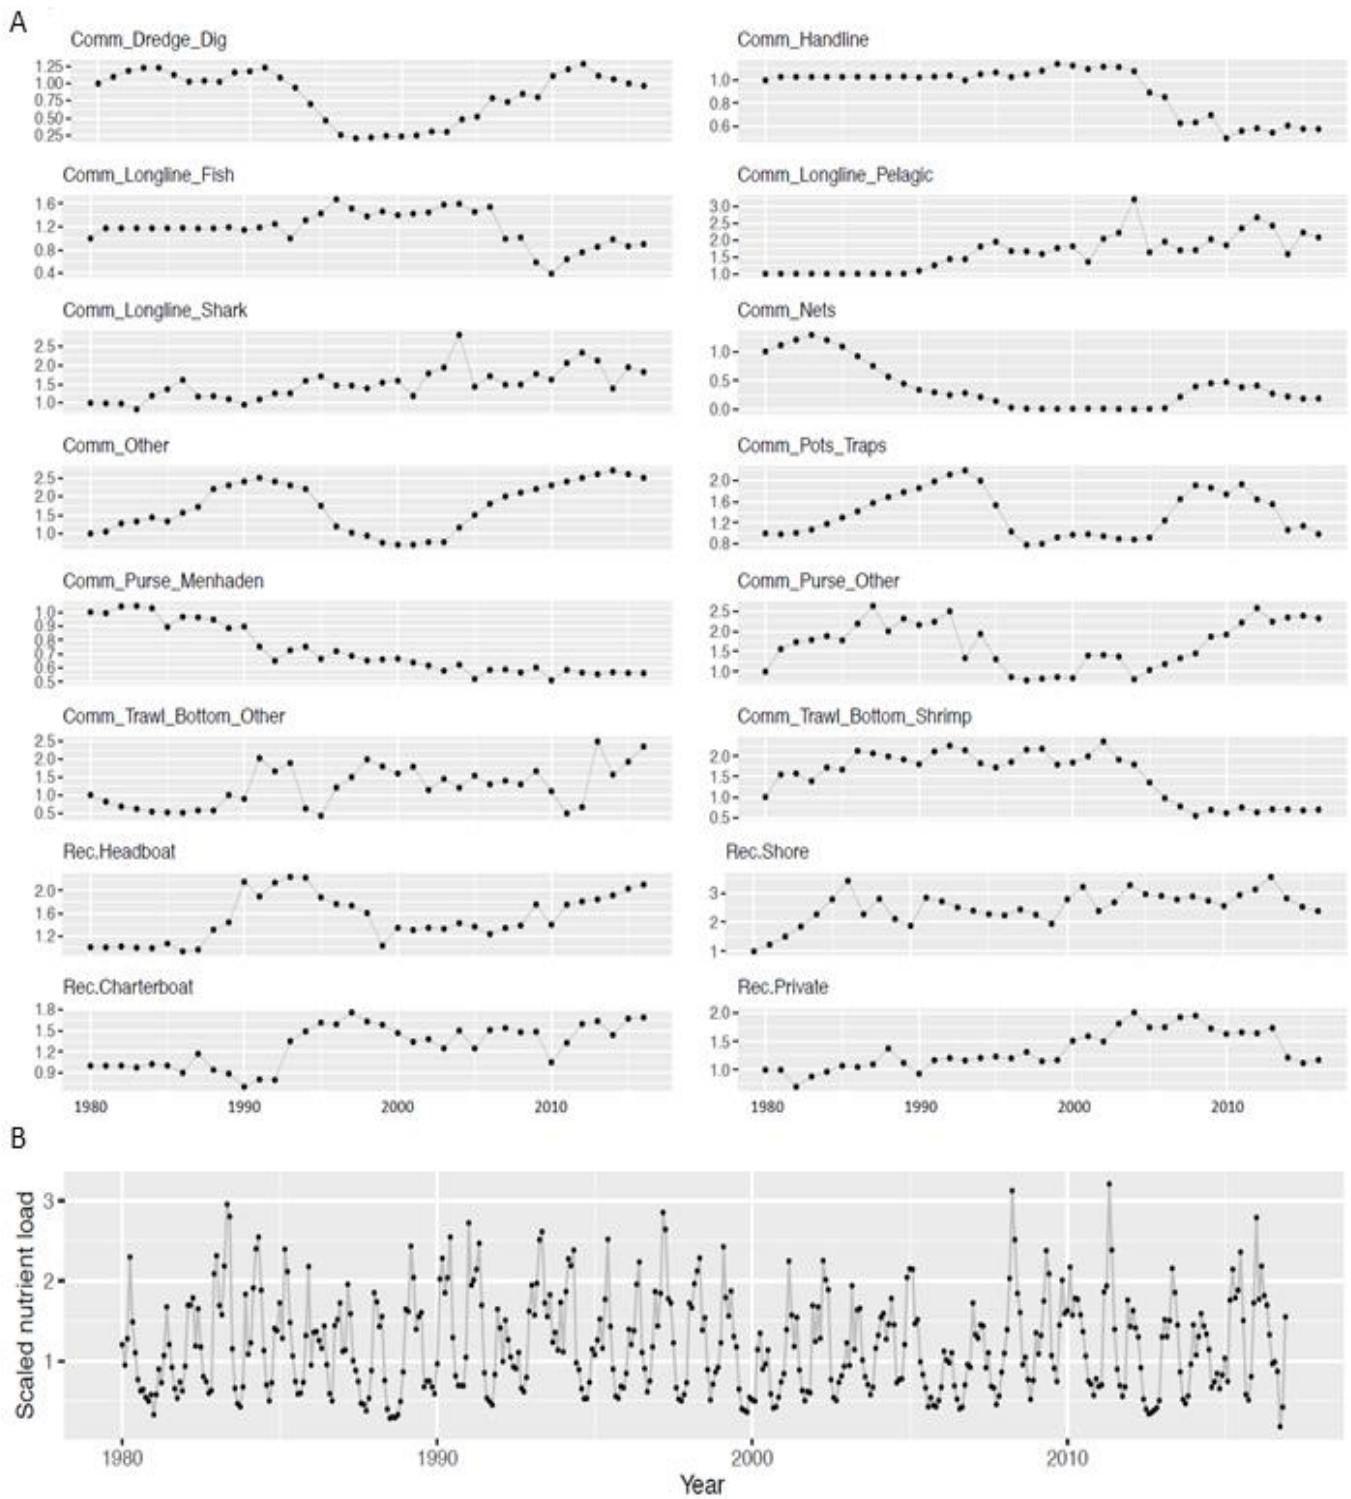 A
Comm_Dredge_Dig
1.25
1.00
0.75
0.50
0.25
Comm_Handline
1.0
0.8
0.6
Comm_Longline_Fish
1.6
1.2
0.8
0.4
Comm_Longline_Pelagic
3.0
2.5
2.0
1.5
1.0
Comm_Longline_Shark
2.5
2.0
1.5
1.0
Comm_Nets
1.0
0.5
0.0
Comm_Other
2.5
2.0
1.5
1.0
Comm_Pots_Traps
2.0
1.6
1.2
0.8
Comm_Purse_Menhaden
1.0
0.9
0.8
0.7
0.6
0.5
Comm_Purse_Other
2.5
2.0
1.5
1.0
Comm_Trawl_Bottom_Other
2.5
2.0
1.5
1.0
0.5
Comm_Trawl_Bottom_Shrimp
2.0
1.5
1.0
0.5
Rec.Headboat
2.0
1.6
1.2
Rec.Shore
3
2
1
Rec.Charterboat
1.8
1.5
1.2
0.9
1980 1990 2000 2010
Rec.Private
2.0
1.5
1.0
1980 1990 2000 2010
B
Scaled nutrient load
3
2
1
1980 1990 2000 2010
Year